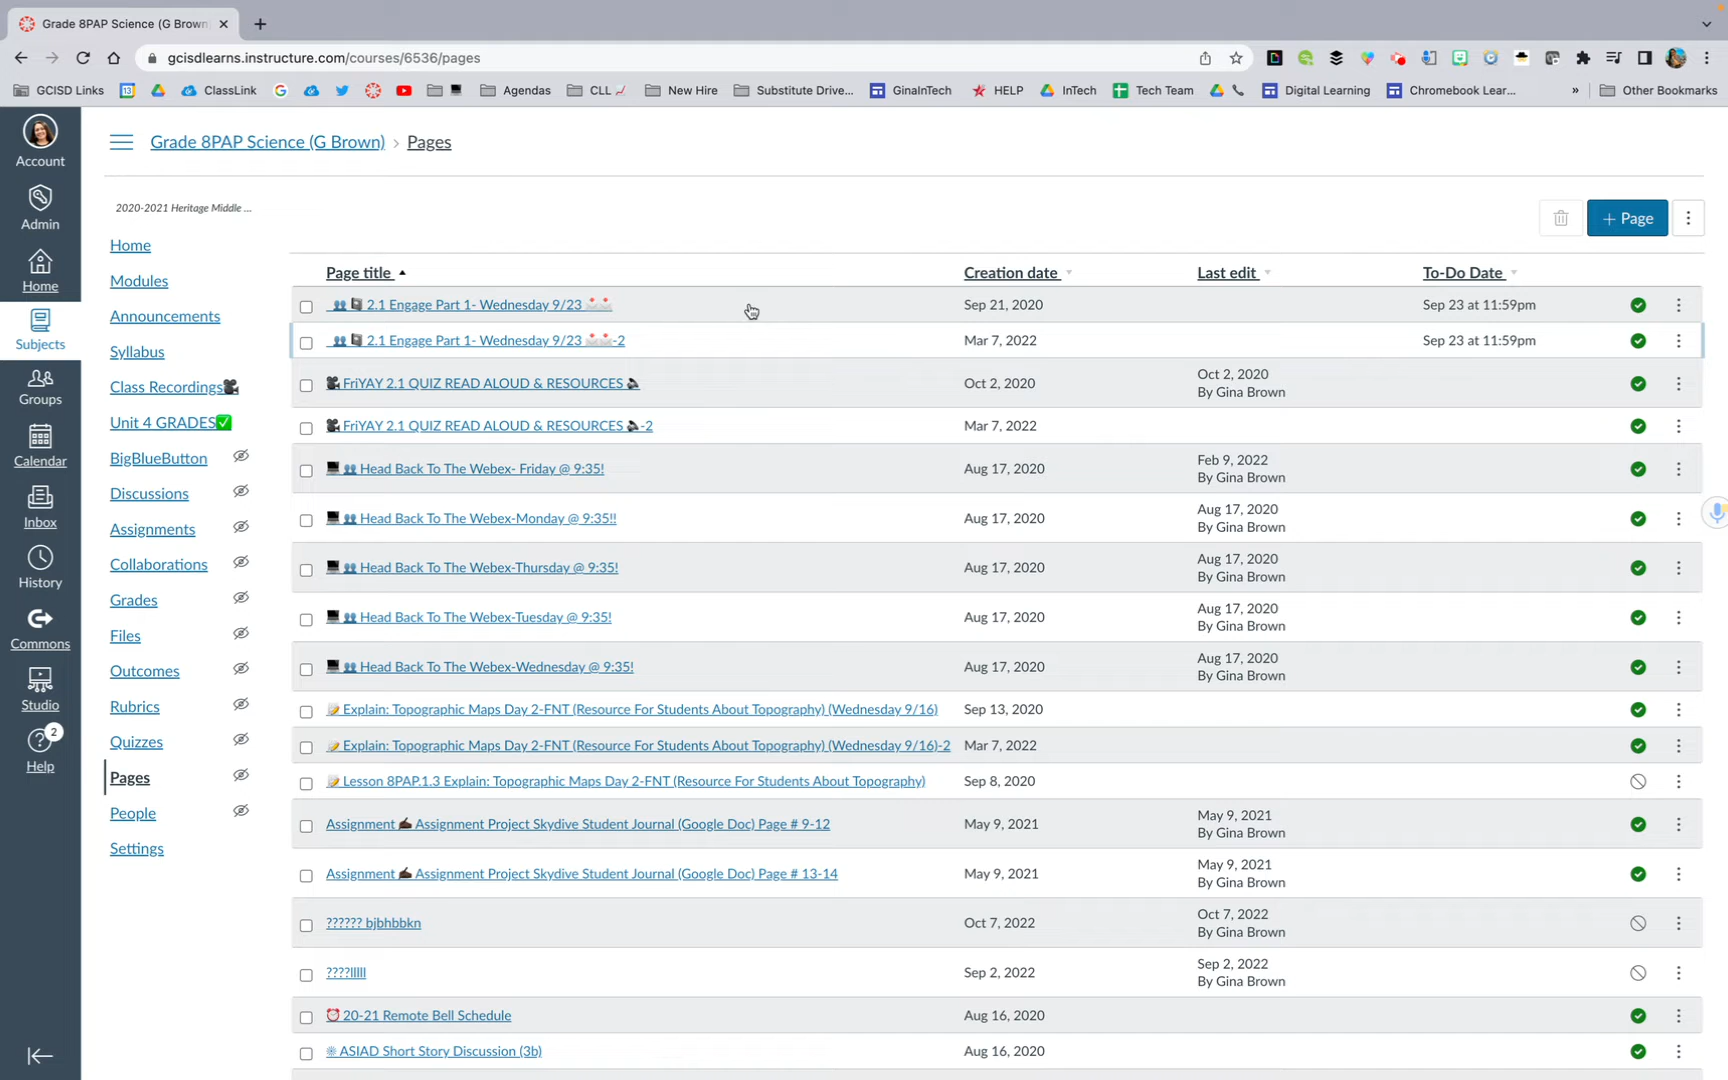 Grade 8PAP Science (G Brown)
gcisdlearns.instructure.com/courses/6536/pages
GCISD Links
ClassLink
Agendas
CLL
New Hire
Substitute Drive...
GinaInTech
HELP
InTech
Tech Team
Digital Learning
Chromebook Lear...
»
Other Bookmarks
Account
Admin
Home
Subjects
Groups
Calendar
Inbox
History
Commons
Studio
2
Help
Grade 8PAP Science (G Brown) › Pages
2020-2021 Heritage Middle ...
Home
Modules
Announcements
Syllabus
Class Recordings
Unit 4 GRADES
BigBlueButton
Discussions
Assignments
Collaborations
Grades
Files
Outcomes
Rubrics
Quizzes
Pages
People
Settings
+ Page
Page title Creation date Last edit To-Do Date
2.1 Engage Part 1- Wednesday 9/23 Sep 21, 2020 Sep 23 at 11:59pm
2.1 Engage Part 1- Wednesday 9/23 -2 Mar 7, 2022 Sep 23 at 11:59pm
FriYAY 2.1 QUIZ READ ALOUD & RESOURCES Oct 2, 2020 Oct 2, 2020
By Gina Brown
FriYAY 2.1 QUIZ READ ALOUD & RESOURCES -2 Mar 7, 2022
Head Back To The Webex- Friday @ 9:35! Aug 17, 2020 Feb 9, 2022
By Gina Brown
Head Back To The Webex-Monday @ 9:35!! Aug 17, 2020 Aug 17, 2020
By Gina Brown
Head Back To The Webex-Thursday @ 9:35! Aug 17, 2020 Aug 17, 2020
By Gina Brown
Head Back To The Webex-Tuesday @ 9:35! Aug 17, 2020 Aug 17, 2020
By Gina Brown
Head Back To The Webex-Wednesday @ 9:35! Aug 17, 2020 Aug 17, 2020
By Gina Brown
Explain: Topographic Maps Day 2-FNT (Resource For Students About Topography) (Wednesday 9/16) Sep 13, 2020
Explain: Topographic Maps Day 2-FNT (Resource For Students About Topography) (Wednesday 9/16)-2 Mar 7, 2022
Lesson 8PAP.1.3 Explain: Topographic Maps Day 2-FNT (Resource For Students About Topography) Sep 8, 2020
Assignment Assignment Project Skydive Student Journal (Google Doc) Page # 9-12 May 9, 2021 May 9, 2021
By Gina Brown
Assignment Assignment Project Skydive Student Journal (Google Doc) Page # 13-14 May 9, 2021 May 9, 2021
By Gina Brown
?????? bjbhbbkn Oct 7, 2022 Oct 7, 2022
By Gina Brown
????lllll Sep 2, 2022 Sep 2, 2022
By Gina Brown
20-21 Remote Bell Schedule Aug 16, 2020
ASIAD Short Story Discussion (3b) Aug 16, 2020